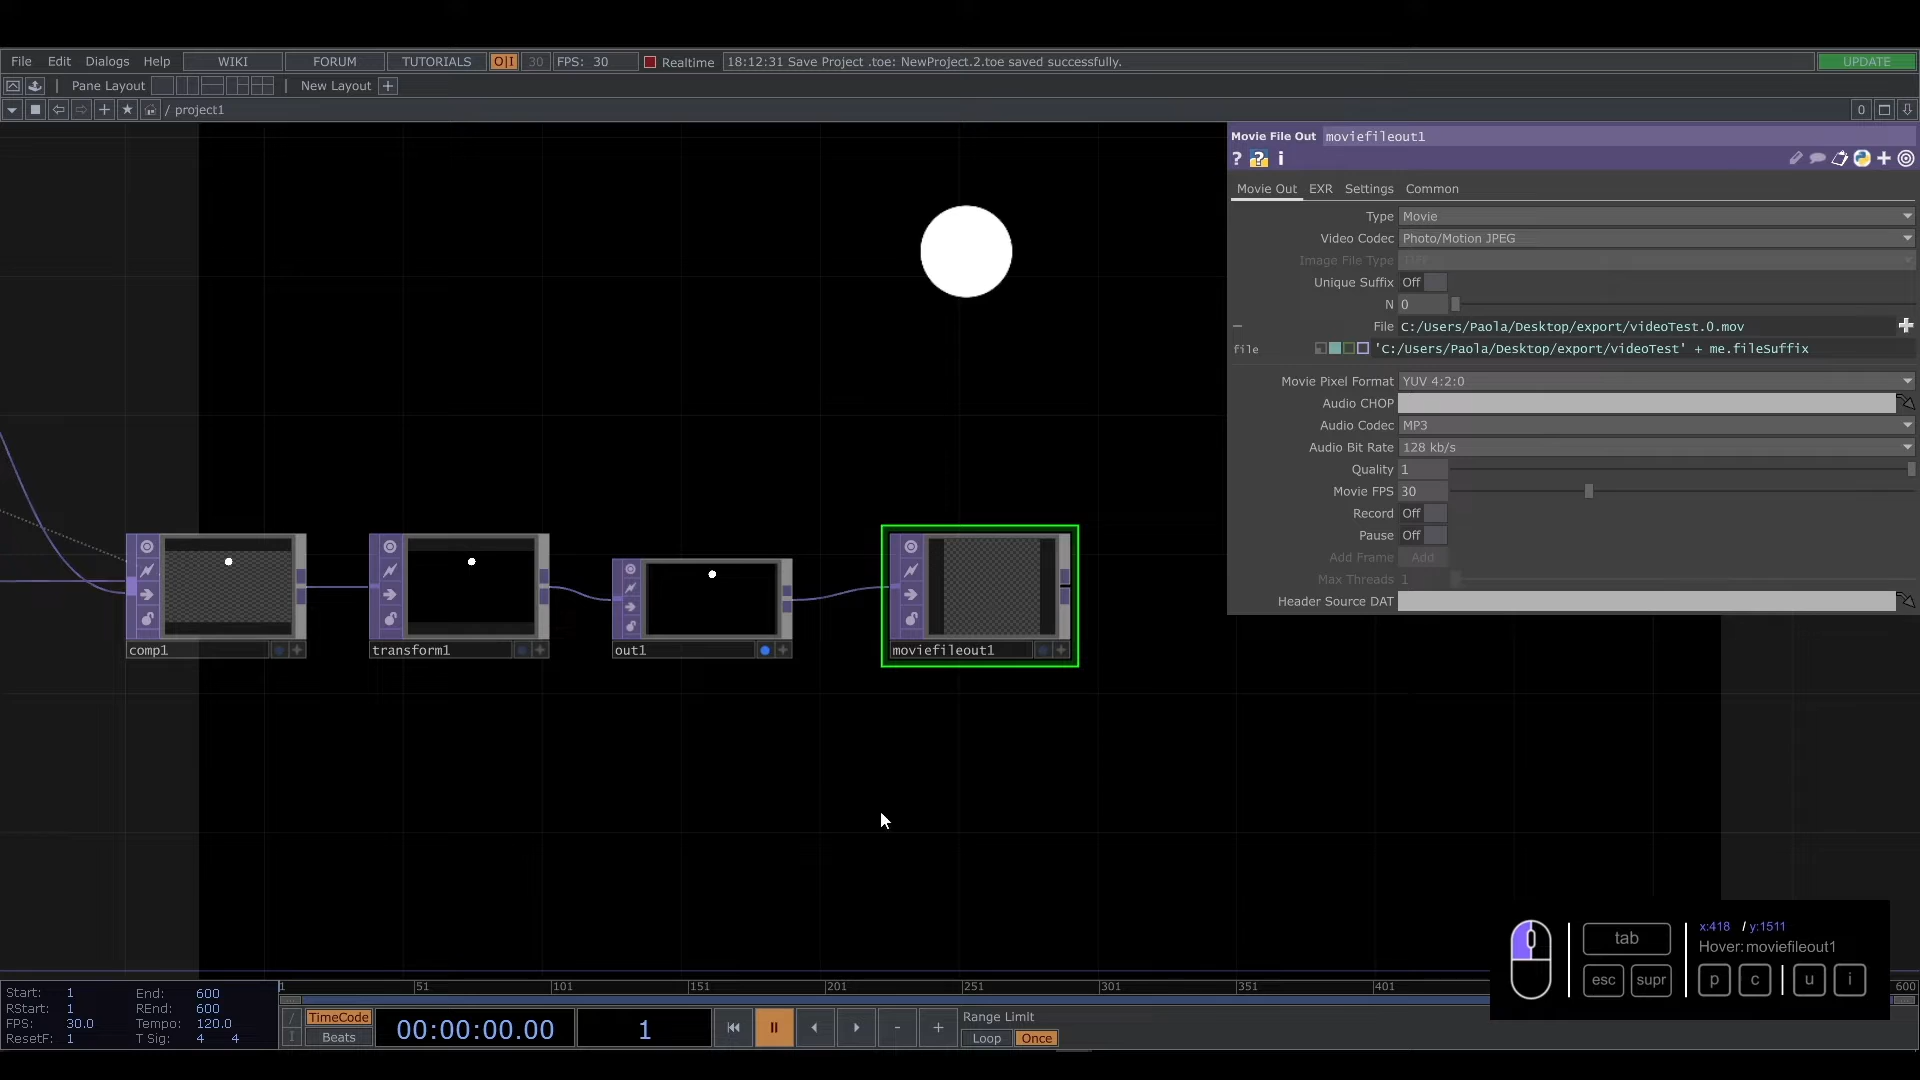 File Edit Dialogs Help WIKI FORUM TUTORIALS O|I 30 FPS: 30 Realtime 18:12:31 Save Project .toe: NewProject.2.toe saved successfully. UPDATE
| Pane Layout | New Layout +
/ project1 0
Movie File Out moviefileout1
? ? i
Movie Out EXR Settings Common
Type Movie
Video Codec Photo/Motion JPEG
Image File Type TIFF
Unique Suffix Off
N 0
File C:/Users/Paola/Desktop/export/videoTest.0.mov
file 'C:/Users/Paola/Desktop/export/videoTest' + me.fileSuffix
Movie Pixel Format YUV 4:2:0
Audio CHOP
Audio Codec MP3
Audio Bit Rate 128 kb/s
Quality 1
Movie FPS 30
Record Off
Pause Off
Add Frame Add
Max Threads 1
Header Source DAT
comp1
transform1
out1
moviefileout1
x:418 / y:1511
Hover: moviefileout1
tab
esc supr
p c u i
1 51 101 151 201 251 301 351 401 600
Start: 1 End: 600
RStart: 1 REnd: 600
FPS: 30.0 Tempo: 120.0
ResetF: 1 T Sig: 4 4
/ TimeCode
I Beats
00:00:00.00
1
- +
Range Limit
Loop Once